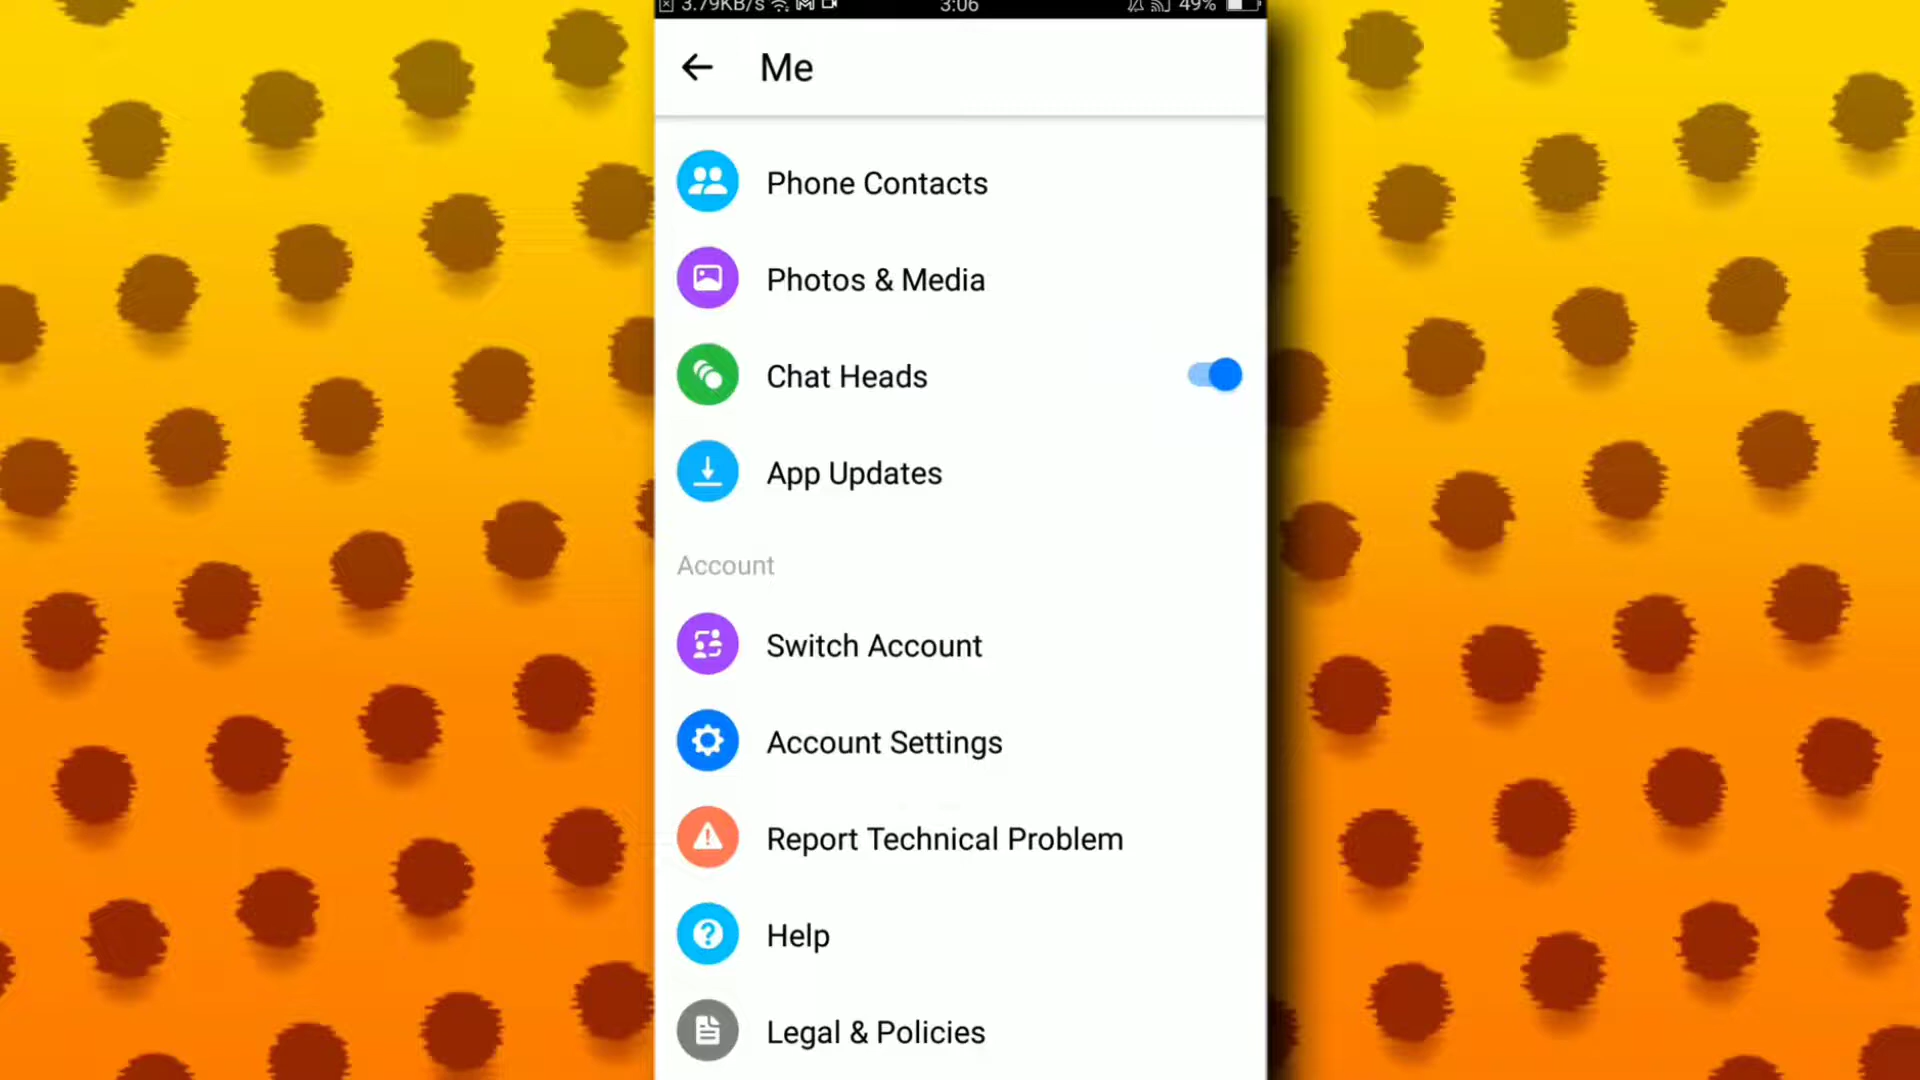 3.79KB/s 3:06 49%
Me
Phone Contacts
Photos & Media
Chat Heads
App Updates
Account
Switch Account
Account Settings
Report Technical Problem
Help
Legal & Policies